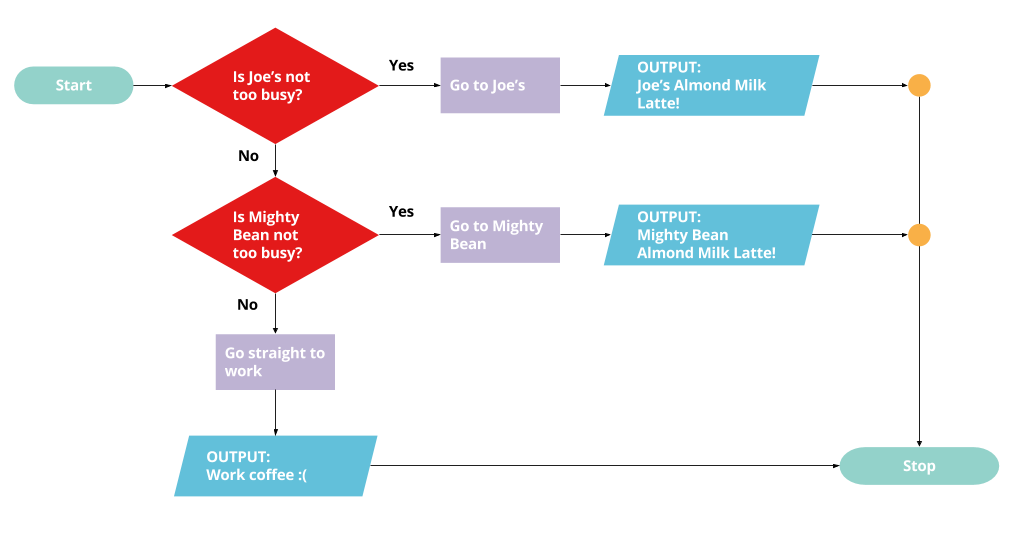 Start
Is Joe's not
too busy?
Yes
Go to Joe's
OUTPUT:
Joe's Almond Milk
Latte!
No
Is Mighty
Bean not
too busy?
Yes
Go to Mighty
Bean
OUTPUT:
Mighty Bean
Almond Milk Latte!
No
Go straight to
work
OUTPUT:
Work coffee :(
Stop